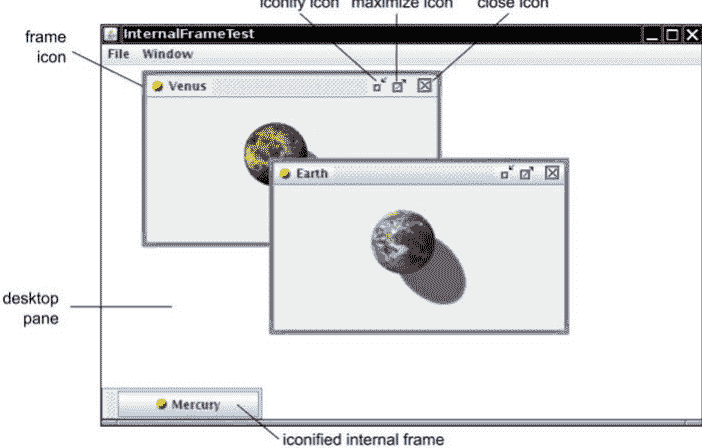 iconify icon maximize icon close icon
frame
icon
InternalFrameTest
File Window
Venus
Earth
desktop
pane
Mercury
iconified internal frame